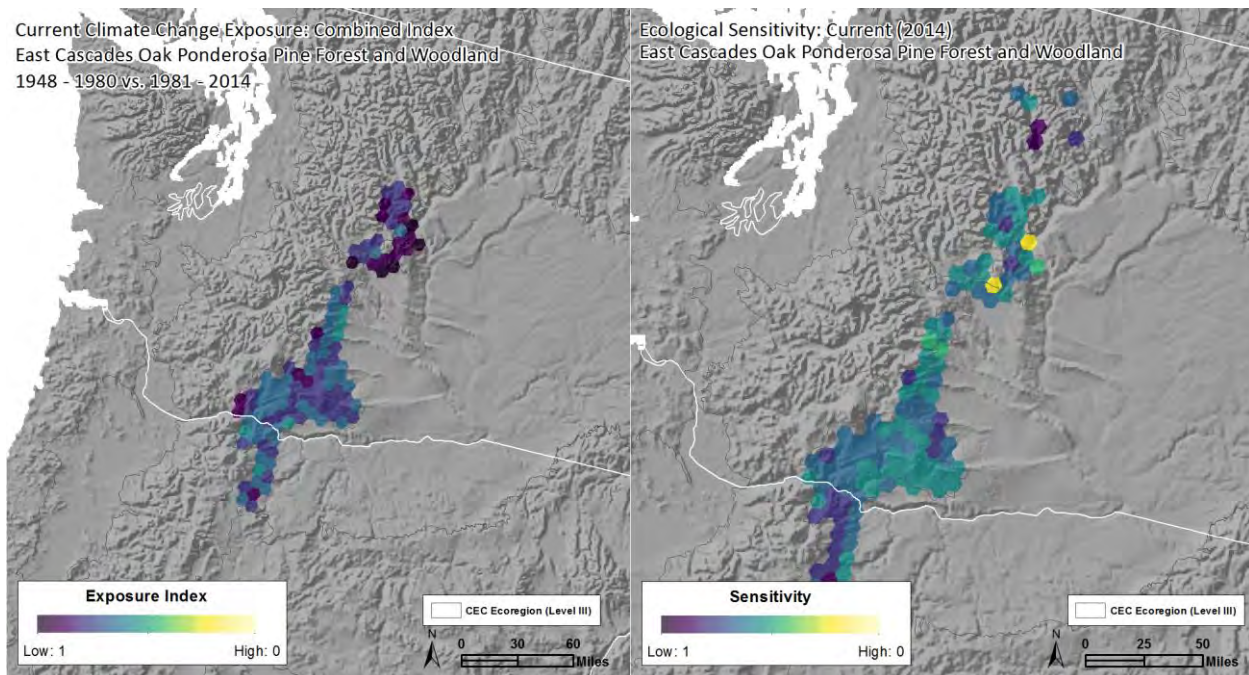 Current Climate Change Exposure: Combined Index
East Cascades Oak Ponderosa Pine Forest and Woodland
1948 - 1980 vs. 1981 - 2014
Exposure Index
Low: 1
High: 0
CEC Ecoregion (Level III)
N
0 30 60
Miles
Ecological Sensitivity: Current (2014)
East Cascades Oak Ponderosa Pine Forest and Woodland
Sensitivity
Low: 1
High: 0
CEC Ecoregion (Level III)
N
0 25 50
Miles